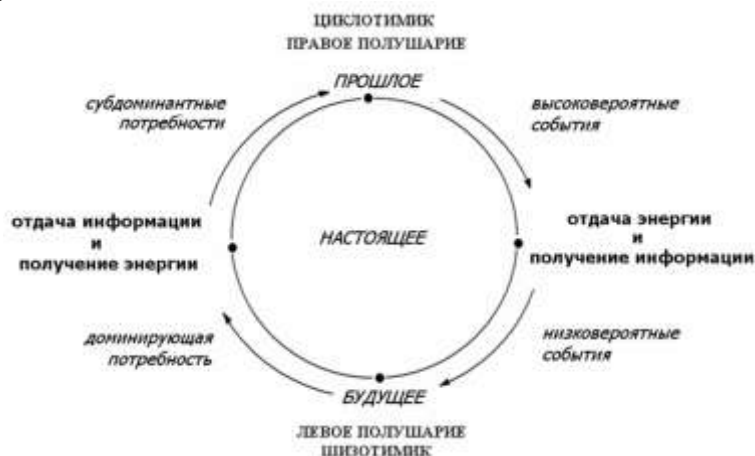 ЦИКЛОТИМИК
ПРАВОЕ ПОЛУШАРИЕ
ПРОШЛОЕ
субдоминантные
потребности
высоковероятные
события
отдача информации
и
получение энергии
НАСТОЯЩЕЕ
отдача энергии
и
получение информации
доминирующая
потребность
низковероятные
события
БУДУЩЕЕ
ЛЕВОЕ ПОЛУШАРИЕ
ШИЗОТИМИК